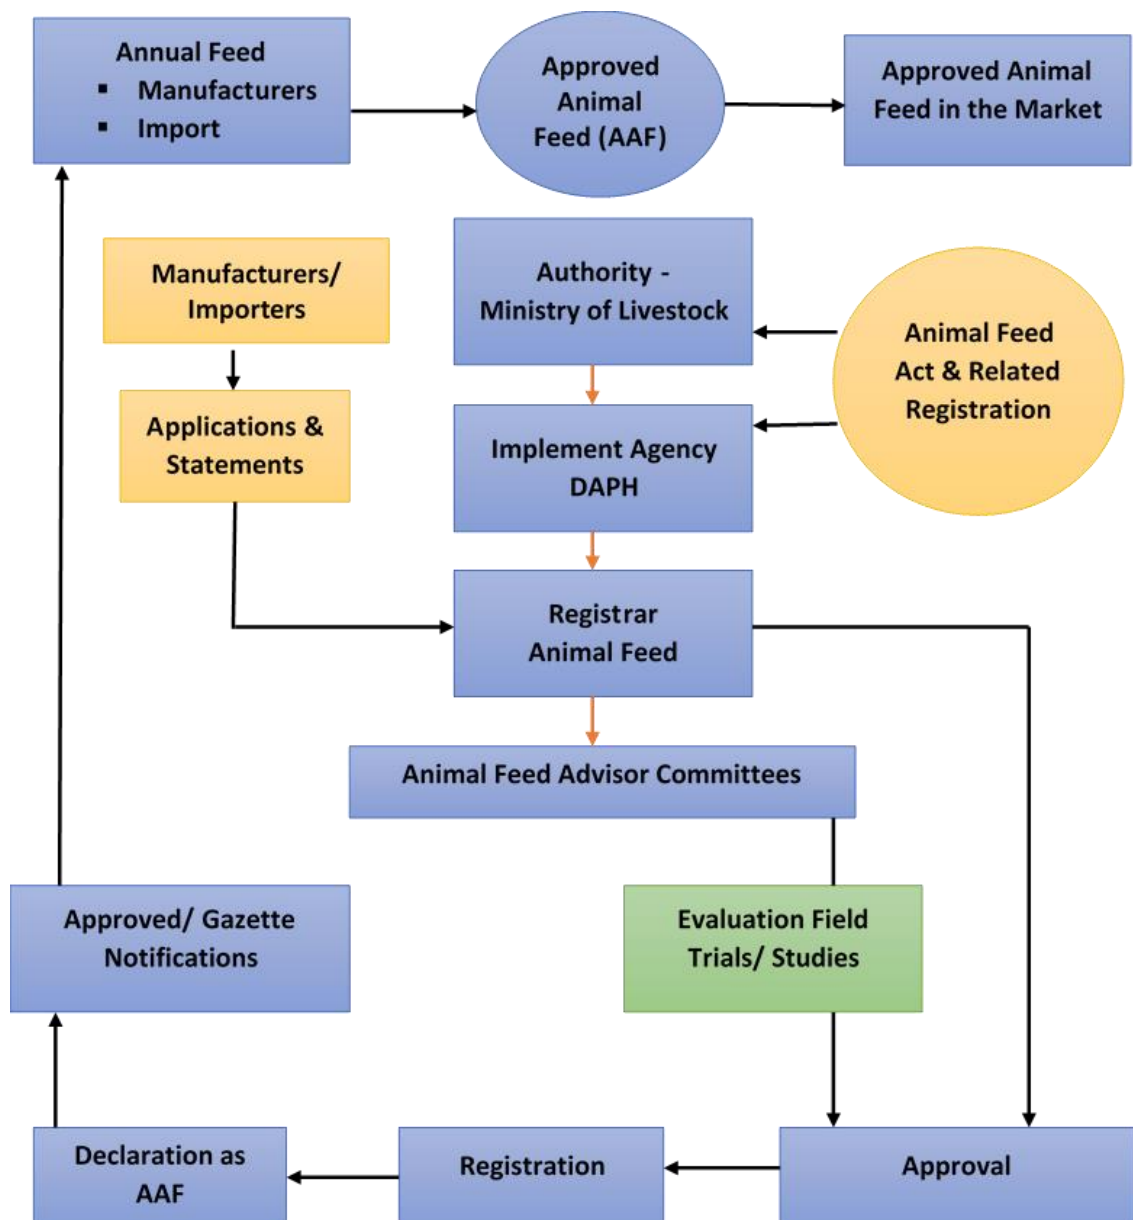 Annual Feed
▪ Manufacturers
▪ Import
Approved
Animal
Feed (AAF)
Approved Animal
Feed in the Market
Manufacturers/
Importers
Authority -
Ministry of Livestock
Animal Feed
Act & Related
Registration
Applications &
Statements
Implement Agency
DAPH
Registrar
Animal Feed
Animal Feed Advisor Committees
Approved/ Gazette
Notifications
Evaluation Field
Trials/ Studies
Declaration as
AAF
Registration
Approval